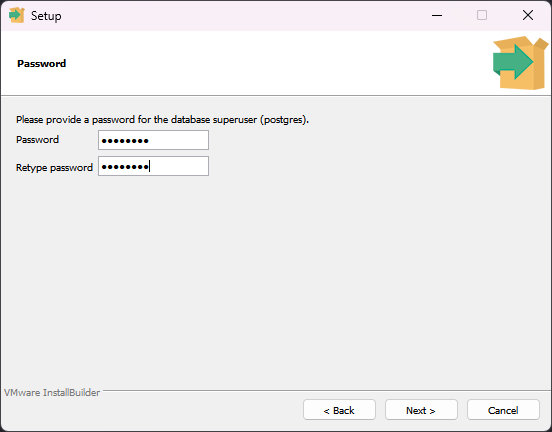 Setup
Password
Please provide a password for the database superuser (postgres).
Password ●●●●●●●●
Retype password ●●●●●●●●
VMware InstallBuilder
< Back Next > Cancel